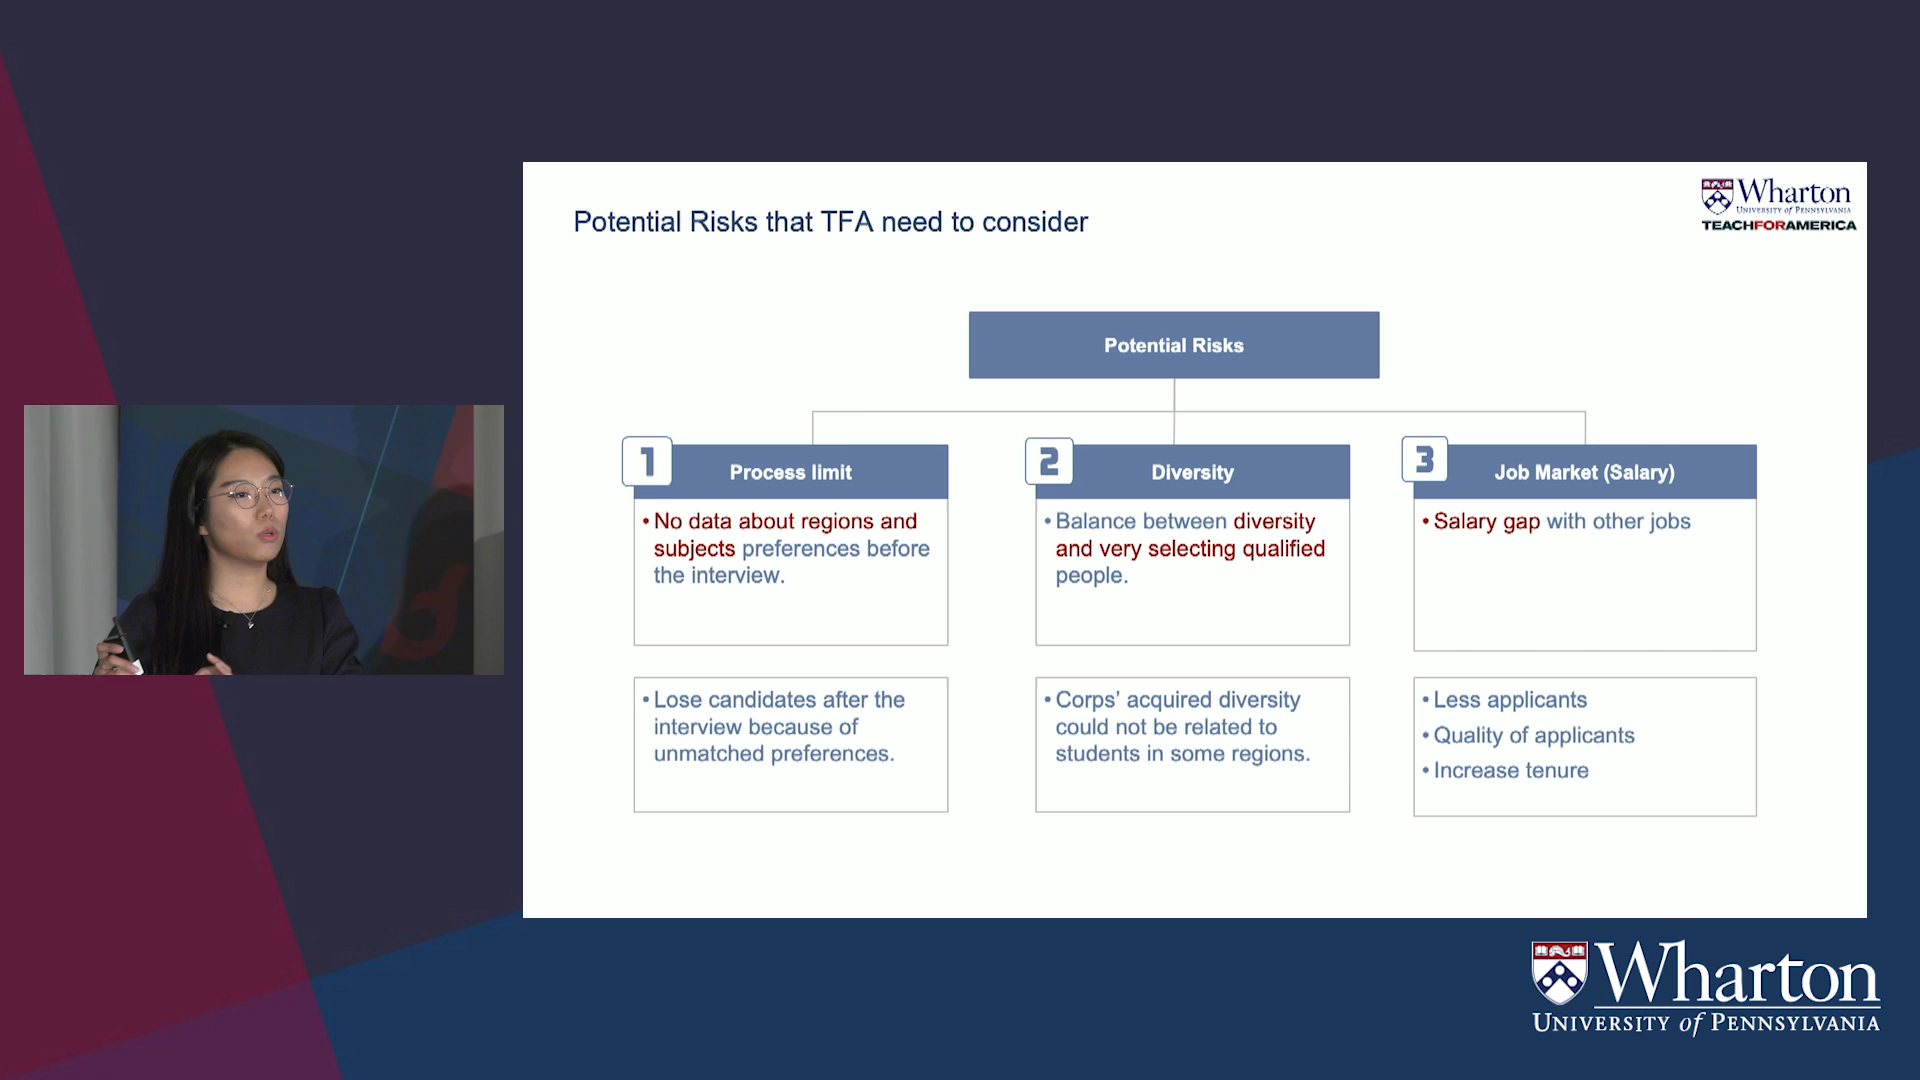 Wharton
UNIVERSITY of PENNSYLVANIA
TEACHFORAMERICA
Potential Risks that TFA need to consider
Potential Risks
1
Process limit
• No data about regions and
subjects preferences before
the interview.
• Lose candidates after the
interview because of
unmatched preferences.
2
Diversity
• Balance between diversity
and very selecting qualified
people.
• Corps' acquired diversity
could not be related to
students in some regions.
3
Job Market (Salary)
• Salary gap with other jobs
• Less applicants
• Quality of applicants
• Increase tenure
Wharton
UNIVERSITY of PENNSYLVANIA